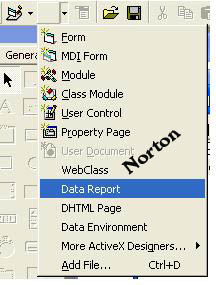 Genera
Form
MDI Form
Module
Class Module
User Control
Property Page
User Document
WebClass
Data Report
DHTML Page
Data Environment
More ActiveX Designers...
Add File... Ctrl+D
Norton